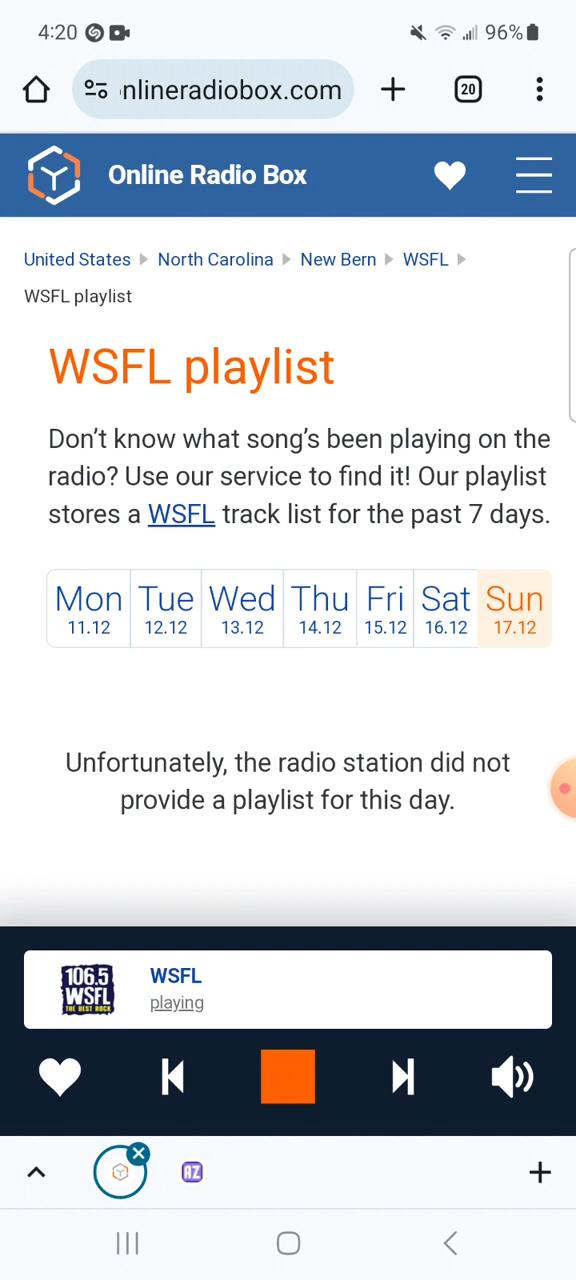 4:20 96%
nlineradiobox.com 20
Online Radio Box
United States North Carolina New Bern WSFL
WSFL playlist
WSFL playlist
Don’t know what song’s been playing on the
radio? Use our service to find it! Our playlist
stores a WSFL track list for the past 7 days.
Mon Tue Wed Thu Fri Sat Sun
11.12 12.12 13.12 14.12 15.12 16.12 17.12
Unfortunately, the radio station did not
provide a playlist for this day.
106.5
WSFL
THE BEST ROCK
WSFL
playing
AZ